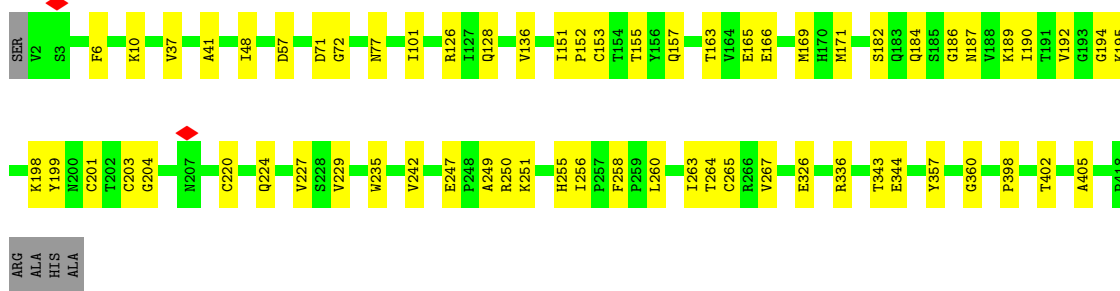 SER V2 S3 F6 K10 V37 A41 I48 D57 D71 G72 N77 I101 R126 I127 Q128 V136 I151 P152 C153 T154 T155 Y156 Q157 T163 V164 E165 E166 M169 H170 M171 S182 Q183 Q184 S185 G186 N187 V188 K189 I190 T191 V192 G193 G194 K195
K198 Y199 N200 C201 T202 C203 G204 N207 C220 Q224 V227 S228 V229 W235 V242 E247 P248 A249 R250 K251 H255 I256 P257 F258 P259 L260 I263 T264 C265 R266 V267 E326 R336 T343 E344 Y357 G360 P398 T402 A405
ARG ALA HIS ALA